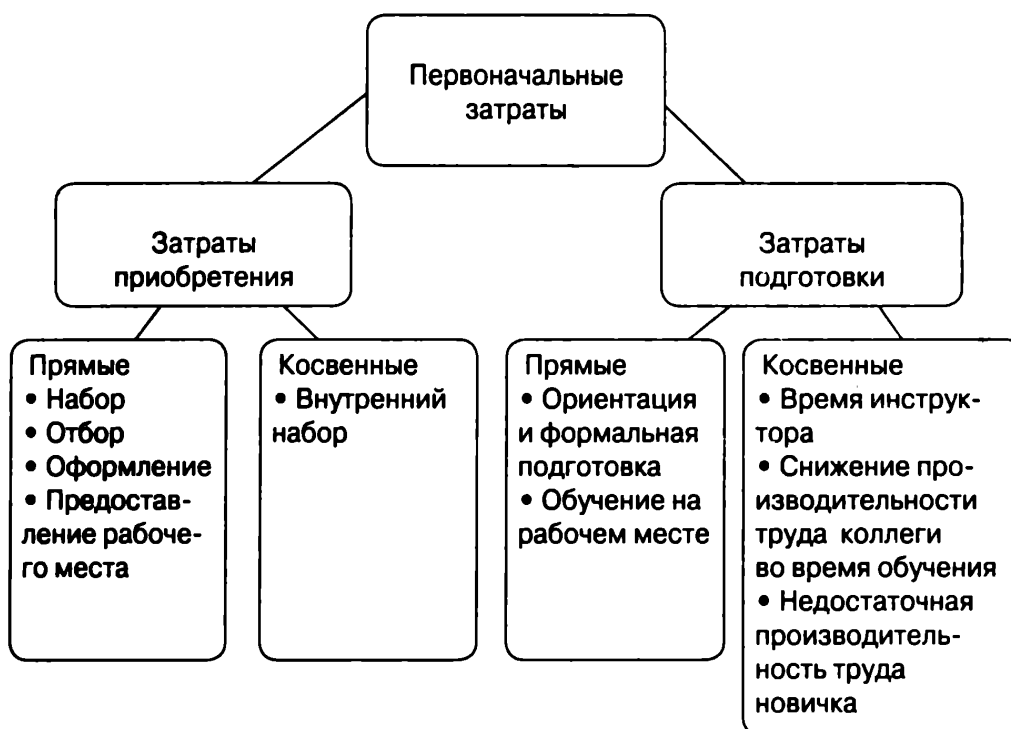 Первоначальные
затраты
Затраты
приобретения
Затраты
подготовки
Прямые
• Набор
• Отбор
• Оформление
• Предостав-
ление рабоче-
го места
Косвенные
• Внутренний
набор
Прямые
• Ориентация
и формальная
подготовка
• Обучение на
рабочем месте
Косвенные
• Время инструк-
тора
• Снижение про-
изводительности
труда коллеги
во время обучения
• Недостаточная
производитель-
ность труда
новичка